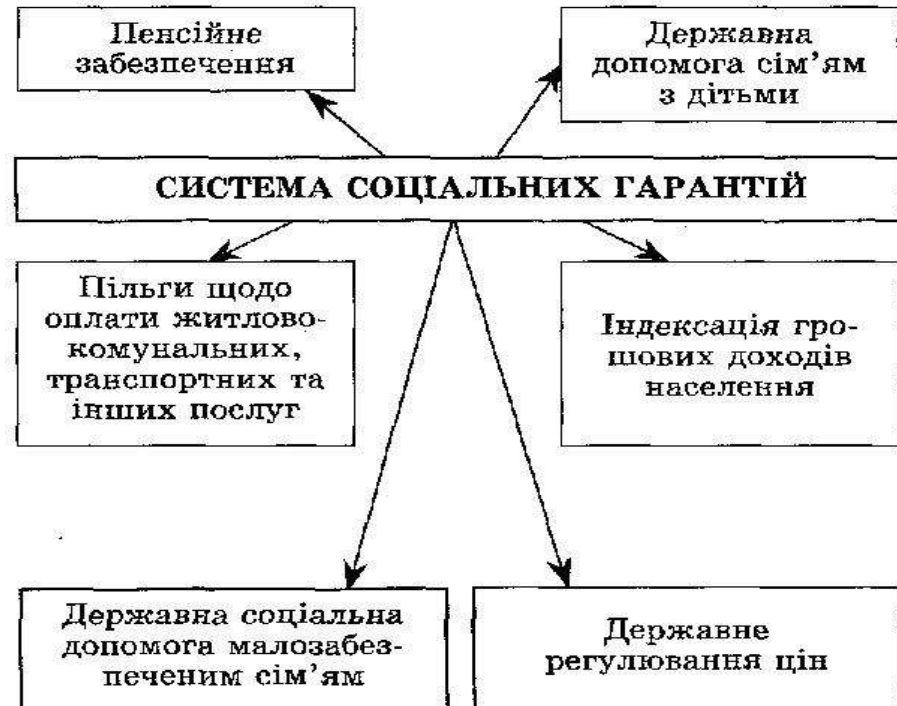 Пенсійне
забезпечення
Державна
допомога сім’ям
з дітьми
СИСТЕМА СОЦІАЛЬНИХ ГАРАНТІЙ
Пільги щодо
оплати житлово-
комунальних,
транспортних та
інших послуг
Індексація гро-
шових доходів
населення
Державна соціальна
допомога малозабез-
печеним сім’ям
Державне
регулювання цін